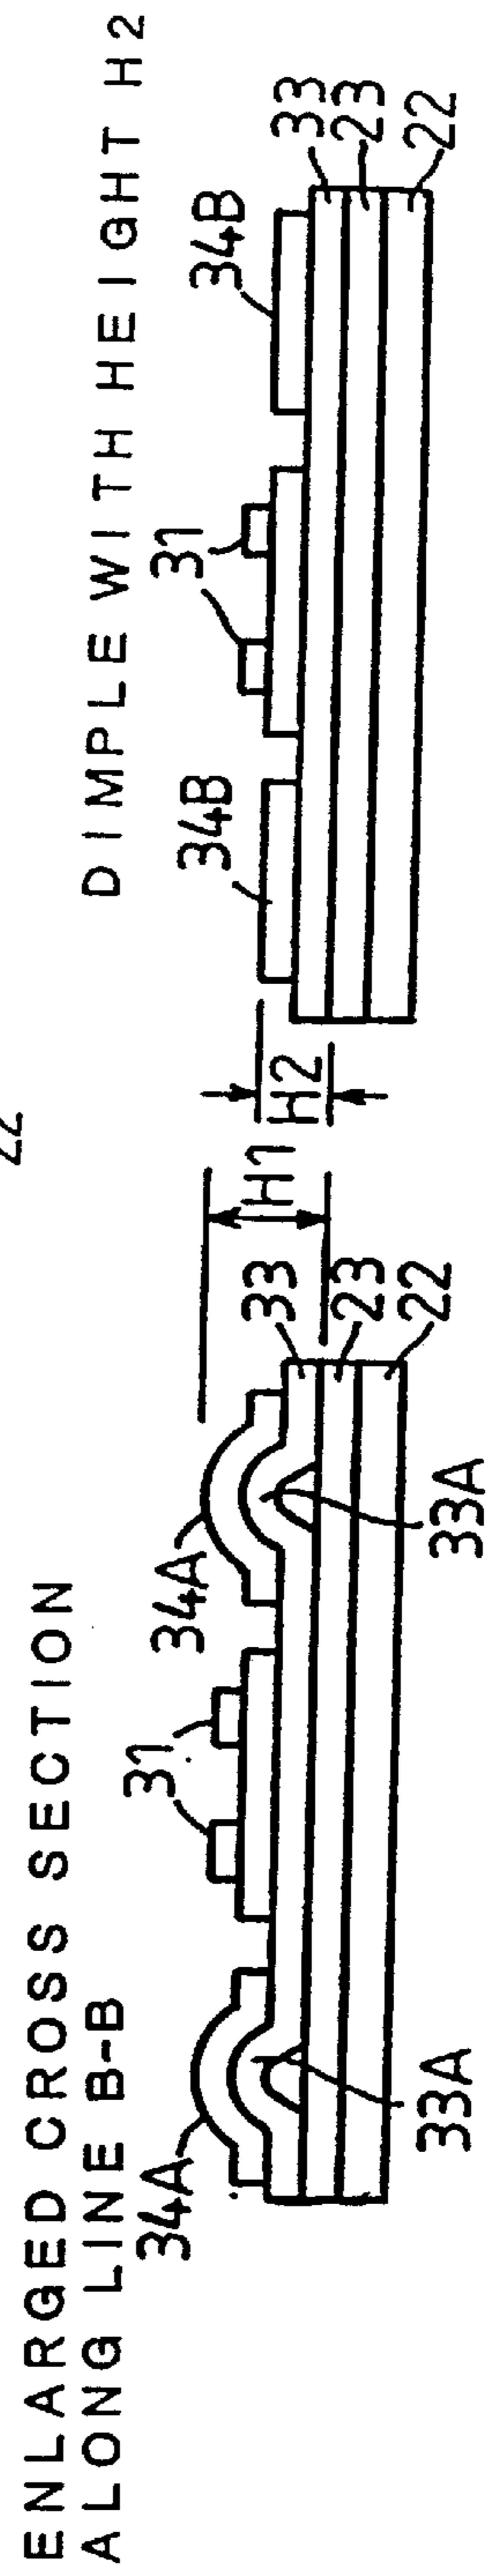 22
ENLARGED CROSS SECTION
ALONG LINE B-B
DIMPLE WITH HEIGHT H2
34A
31
34A
33
23
22
33A
33A
H1
H2
34B
31
34B
33
23
22